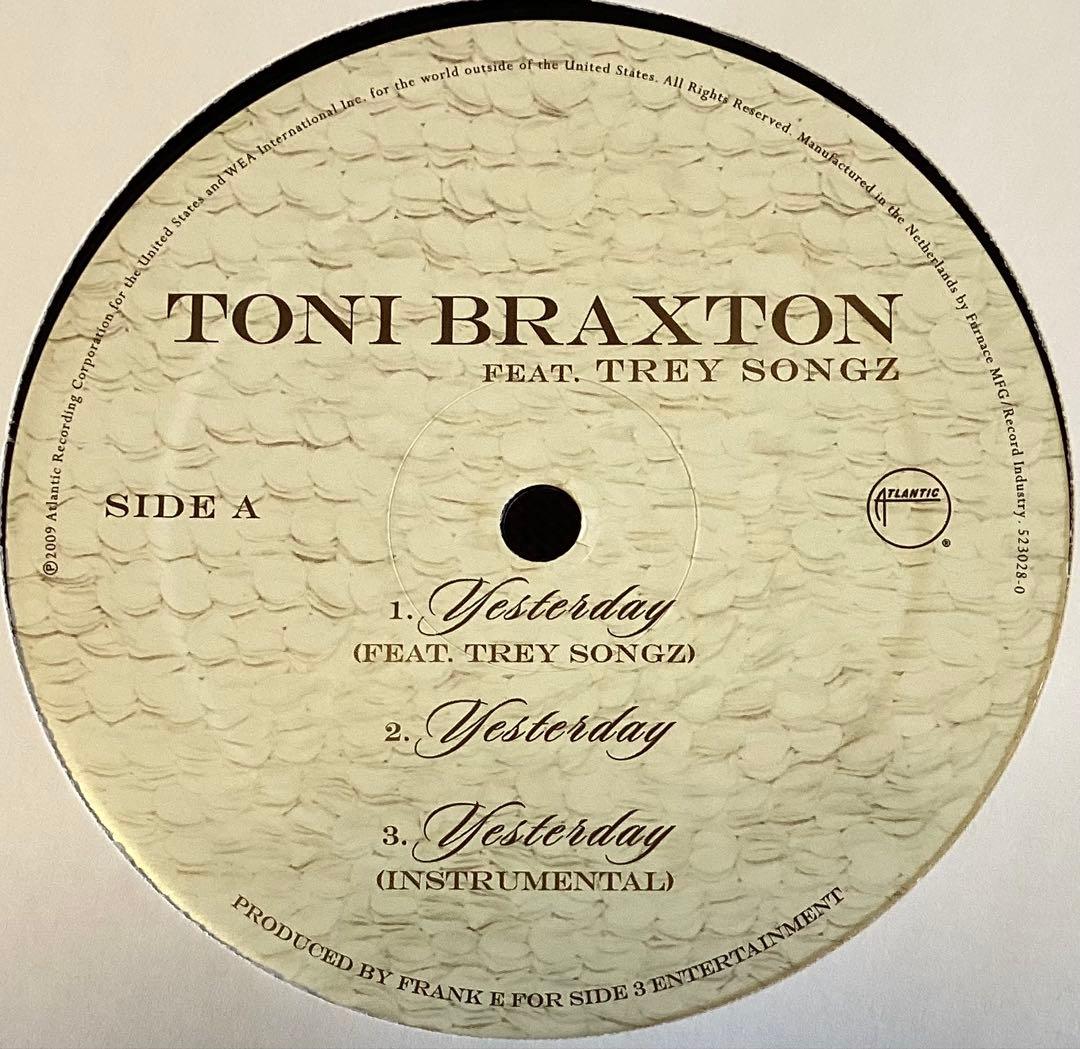 ℗2009 Atlantic Recording Corporation for the United States and WEA International Inc. for the world outside of the United States. All Rights Reserved. Manufactured in the Netherlands by Furnace MFG/Record Industry. 523028-0
TONI BRAXTON
FEAT. TREY SONGZ
SIDE A
ATLANTIC
®
1. Yesterday
(FEAT. TREY SONGZ)
2. Yesterday
3. Yesterday
(INSTRUMENTAL)
PRODUCED BY FRANK E FOR SIDE 3 ENTERTAINMENT